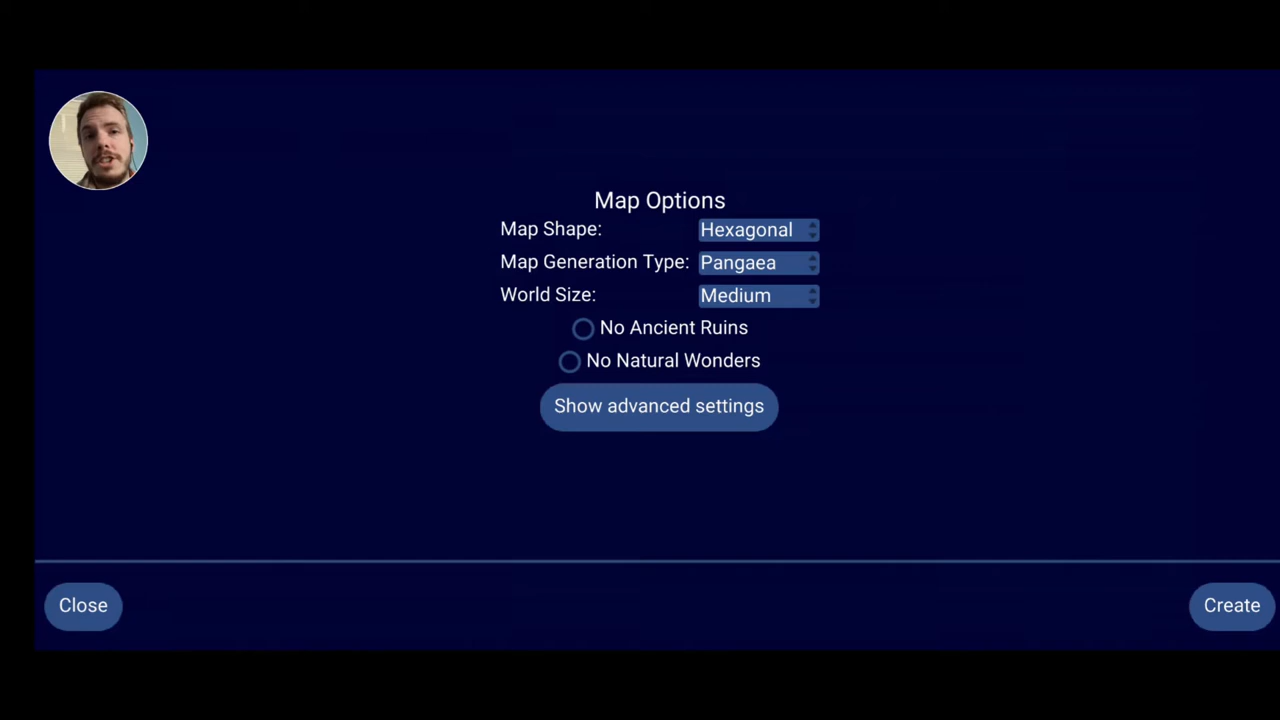 Map Options
Map Shape: Hexagonal
Map Generation Type: Pangaea
World Size: Medium
No Ancient Ruins
No Natural Wonders
Show advanced settings
Close
Create